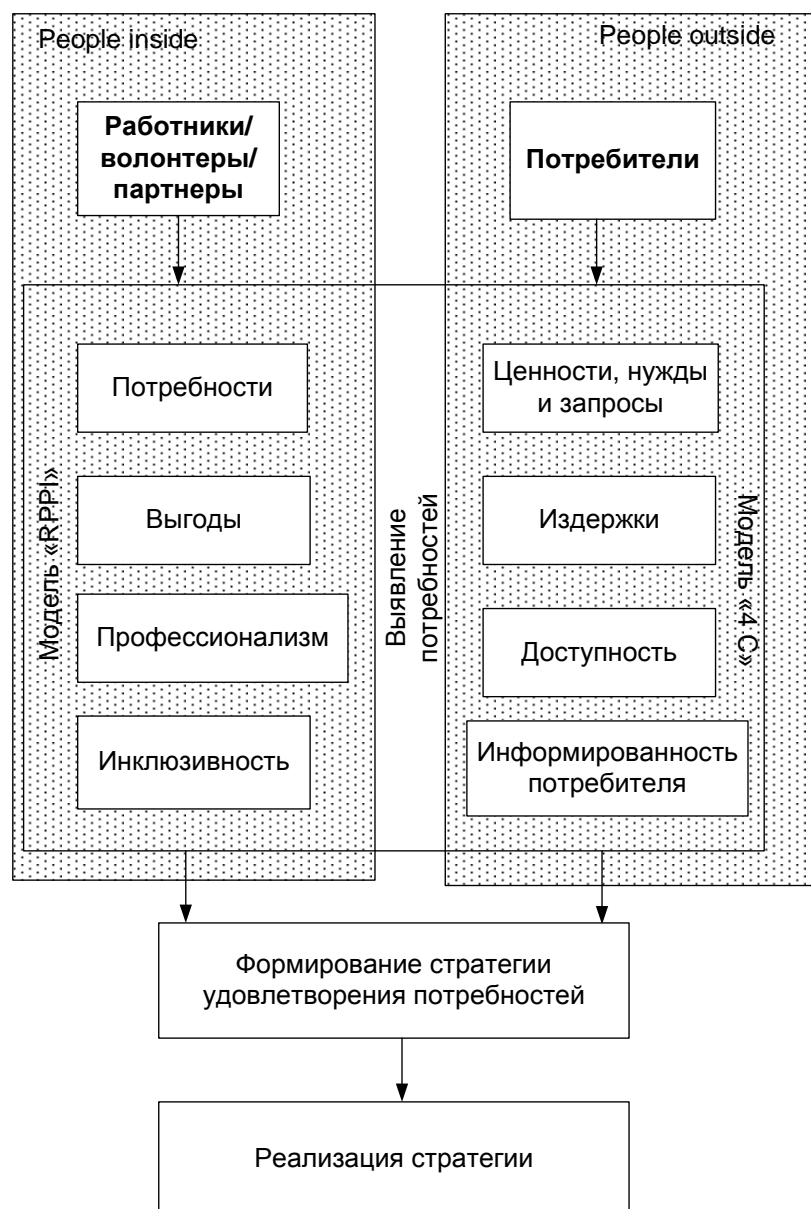 People inside
People outside
Работники/
волонтеры/
партнеры
Потребители
Модель «RPPI»
Потребности
Выгоды
Профессионализм
Инклюзивность
Выявление
потребностей
Ценности, нужды
и запросы
Издержки
Доступность
Информированность
потребителя
Модель «4 С»
Формирование стратегии
удовлетворения потребностей
Реализация стратегии